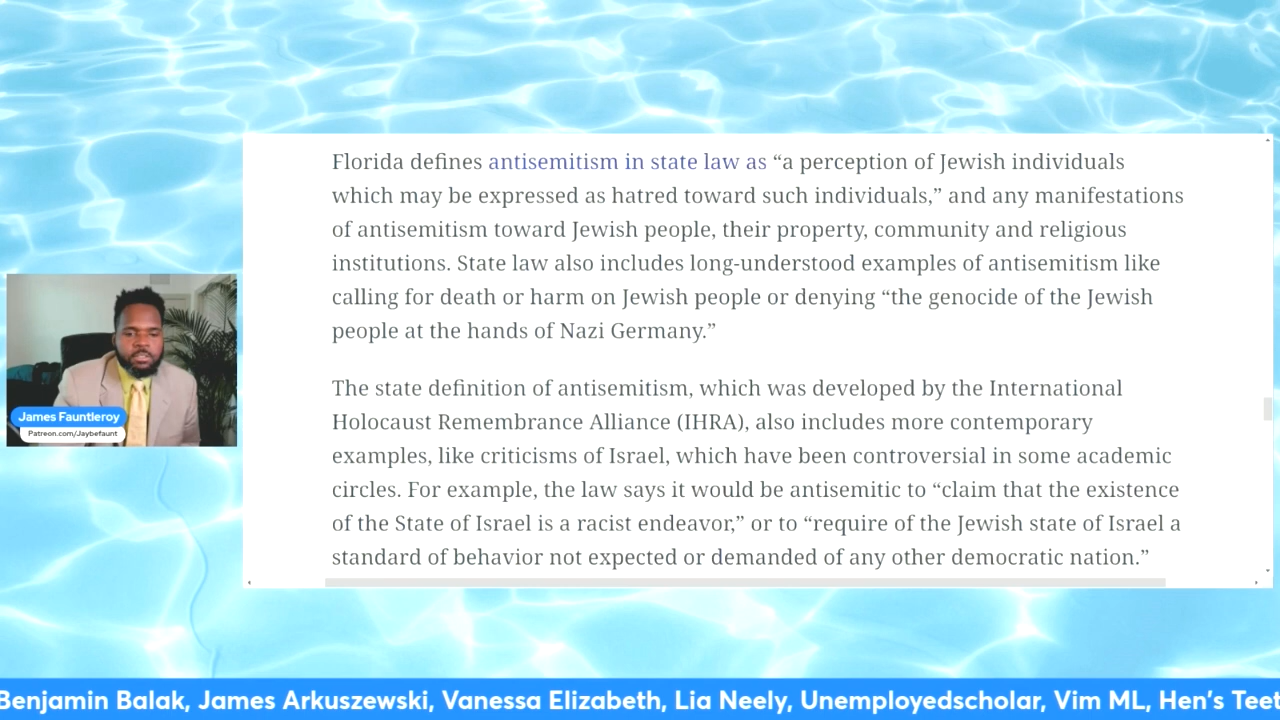 Florida defines antisemitism in state law as “a perception of Jewish individuals
which may be expressed as hatred toward such individuals,” and any manifestations
of antisemitism toward Jewish people, their property, community and religious
institutions. State law also includes long-understood examples of antisemitism like
calling for death or harm on Jewish people or denying “the genocide of the Jewish
people at the hands of Nazi Germany.”
The state definition of antisemitism, which was developed by the International
Holocaust Remembrance Alliance (IHRA), also includes more contemporary
examples, like criticisms of Israel, which have been controversial in some academic
circles. For example, the law says it would be antisemitic to “claim that the existence
of the State of Israel is a racist endeavor,” or to “require of the Jewish state of Israel a
standard of behavior not expected or demanded of any other democratic nation.”
James Fauntleroy
Patreon.com/Jaybefaunt
Benjamin Balak, James Arkuszewski, Vanessa Elizabeth, Lia Neely, Unemployedscholar, Vim ML, Hen’s Teet